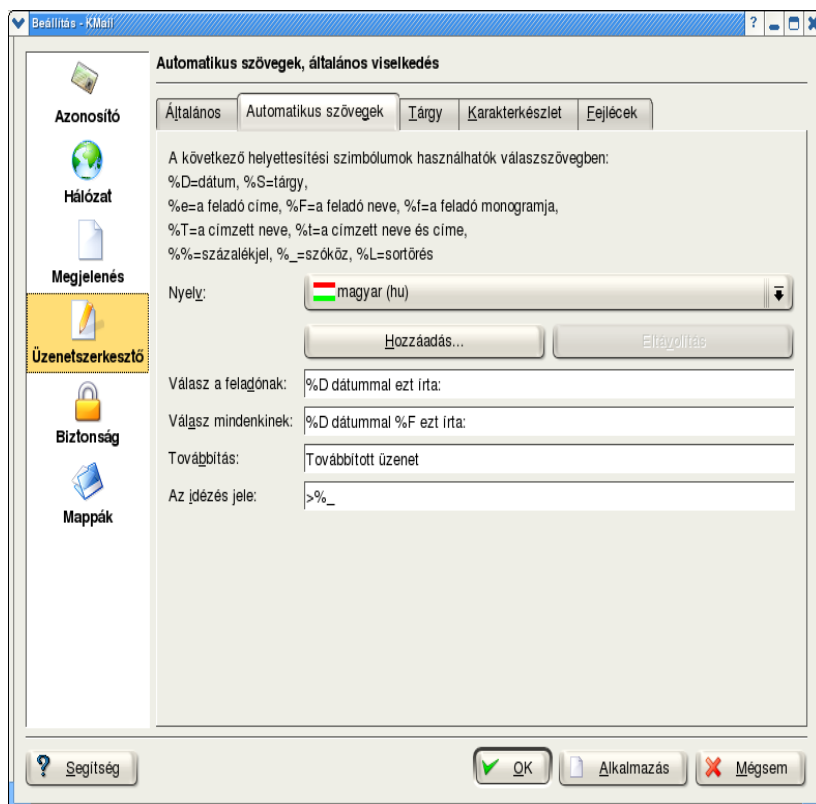 Beállítás - KMail
Azonosító
Hálózat
Megjelenés
Üzenetszerkesztő
Biztonság
Mappák
Automatikus szövegek, általános viselkedés
Általános Automatikus szövegek Tárgy Karakterkészlet Fejlécek
A következő helyettesítési szimbólumok használhatók válaszszövegben:
%D=dátum, %S=tárgy,
%e=a feladó címe, %F=a feladó neve, %f=a feladó monogramja,
%T=a címzett neve, %t=a címzett neve és címe,
%%=százalékjel, %_=szóköz, %L=sortörés
Nyelv: magyar (hu)
Hozzáadás... Eltávolítás
Válasz a feladónak: %D dátummal ezt írta:
Válasz mindenkinek: %D dátummal %F ezt írta:
Továbbítás: Továbbított üzenet
Az idézés jele: >%_
Segítség OK Alkalmazás Mégsem